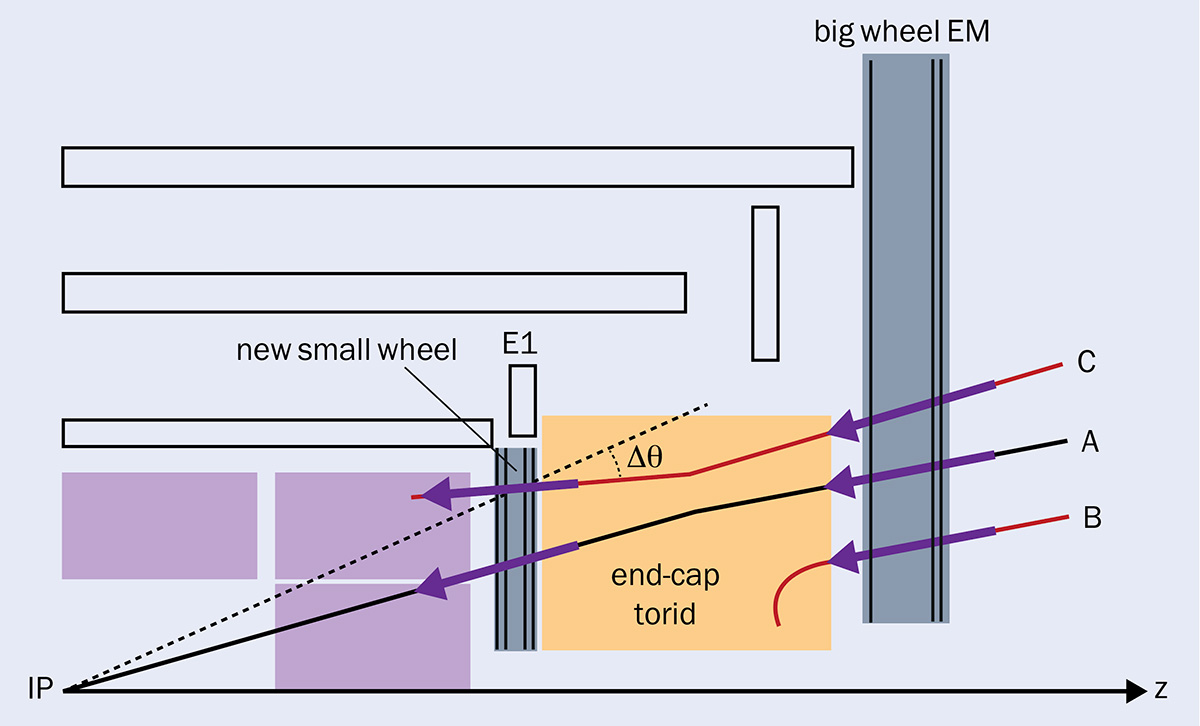 big wheel EM
new small wheel
E1
C
Δθ
A
B
end-cap
torid
IP
z